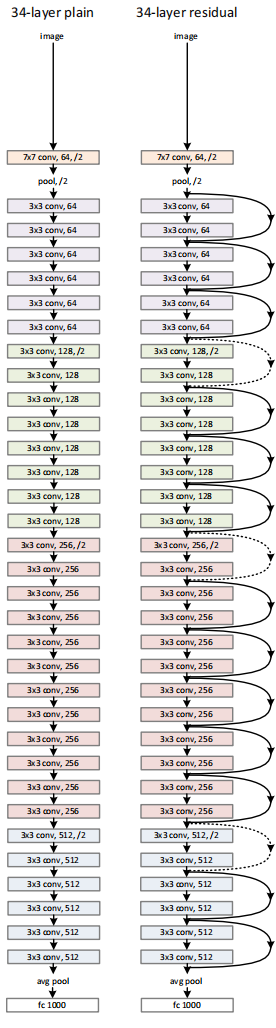 34-layer plain
image
7x7 conv, 64, /2
pool, /2
3x3 conv, 64
3x3 conv, 64
3x3 conv, 64
3x3 conv, 64
3x3 conv, 64
3x3 conv, 64
3x3 conv, 128, /2
3x3 conv, 128
3x3 conv, 128
3x3 conv, 128
3x3 conv, 128
3x3 conv, 128
3x3 conv, 128
3x3 conv, 128
3x3 conv, 256, /2
3x3 conv, 256
3x3 conv, 256
3x3 conv, 256
3x3 conv, 256
3x3 conv, 256
3x3 conv, 256
3x3 conv, 256
3x3 conv, 256
3x3 conv, 256
3x3 conv, 256
3x3 conv, 256
3x3 conv, 512, /2
3x3 conv, 512
3x3 conv, 512
3x3 conv, 512
3x3 conv, 512
3x3 conv, 512
avg pool
fc 1000
34-layer residual
image
7x7 conv, 64, /2
pool, /2
3x3 conv, 64
3x3 conv, 64
3x3 conv, 64
3x3 conv, 64
3x3 conv, 64
3x3 conv, 64
3x3 conv, 128, /2
3x3 conv, 128
3x3 conv, 128
3x3 conv, 128
3x3 conv, 128
3x3 conv, 128
3x3 conv, 128
3x3 conv, 128
3x3 conv, 256, /2
3x3 conv, 256
3x3 conv, 256
3x3 conv, 256
3x3 conv, 256
3x3 conv, 256
3x3 conv, 256
3x3 conv, 256
3x3 conv, 256
3x3 conv, 256
3x3 conv, 256
3x3 conv, 256
3x3 conv, 512, /2
3x3 conv, 512
3x3 conv, 512
3x3 conv, 512
3x3 conv, 512
3x3 conv, 512
avg pool
fc 1000